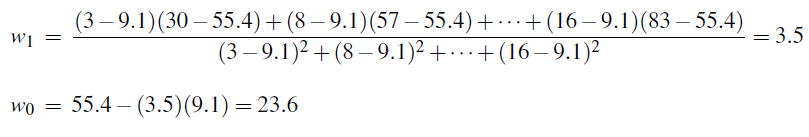 w₁ = \frac{(3 – 9.1)(30 – 55.4) + (8 – 9.1)(57 – 55.4) + ⋯ + (16 – 9.1)(83 – 55.4)}{(3 – 9.1)² + (8 – 9.1)² + ⋯ + (16 – 9.1)²} = 3.5
w₀ = 55.4 – (3.5)(9.1) = 23.6